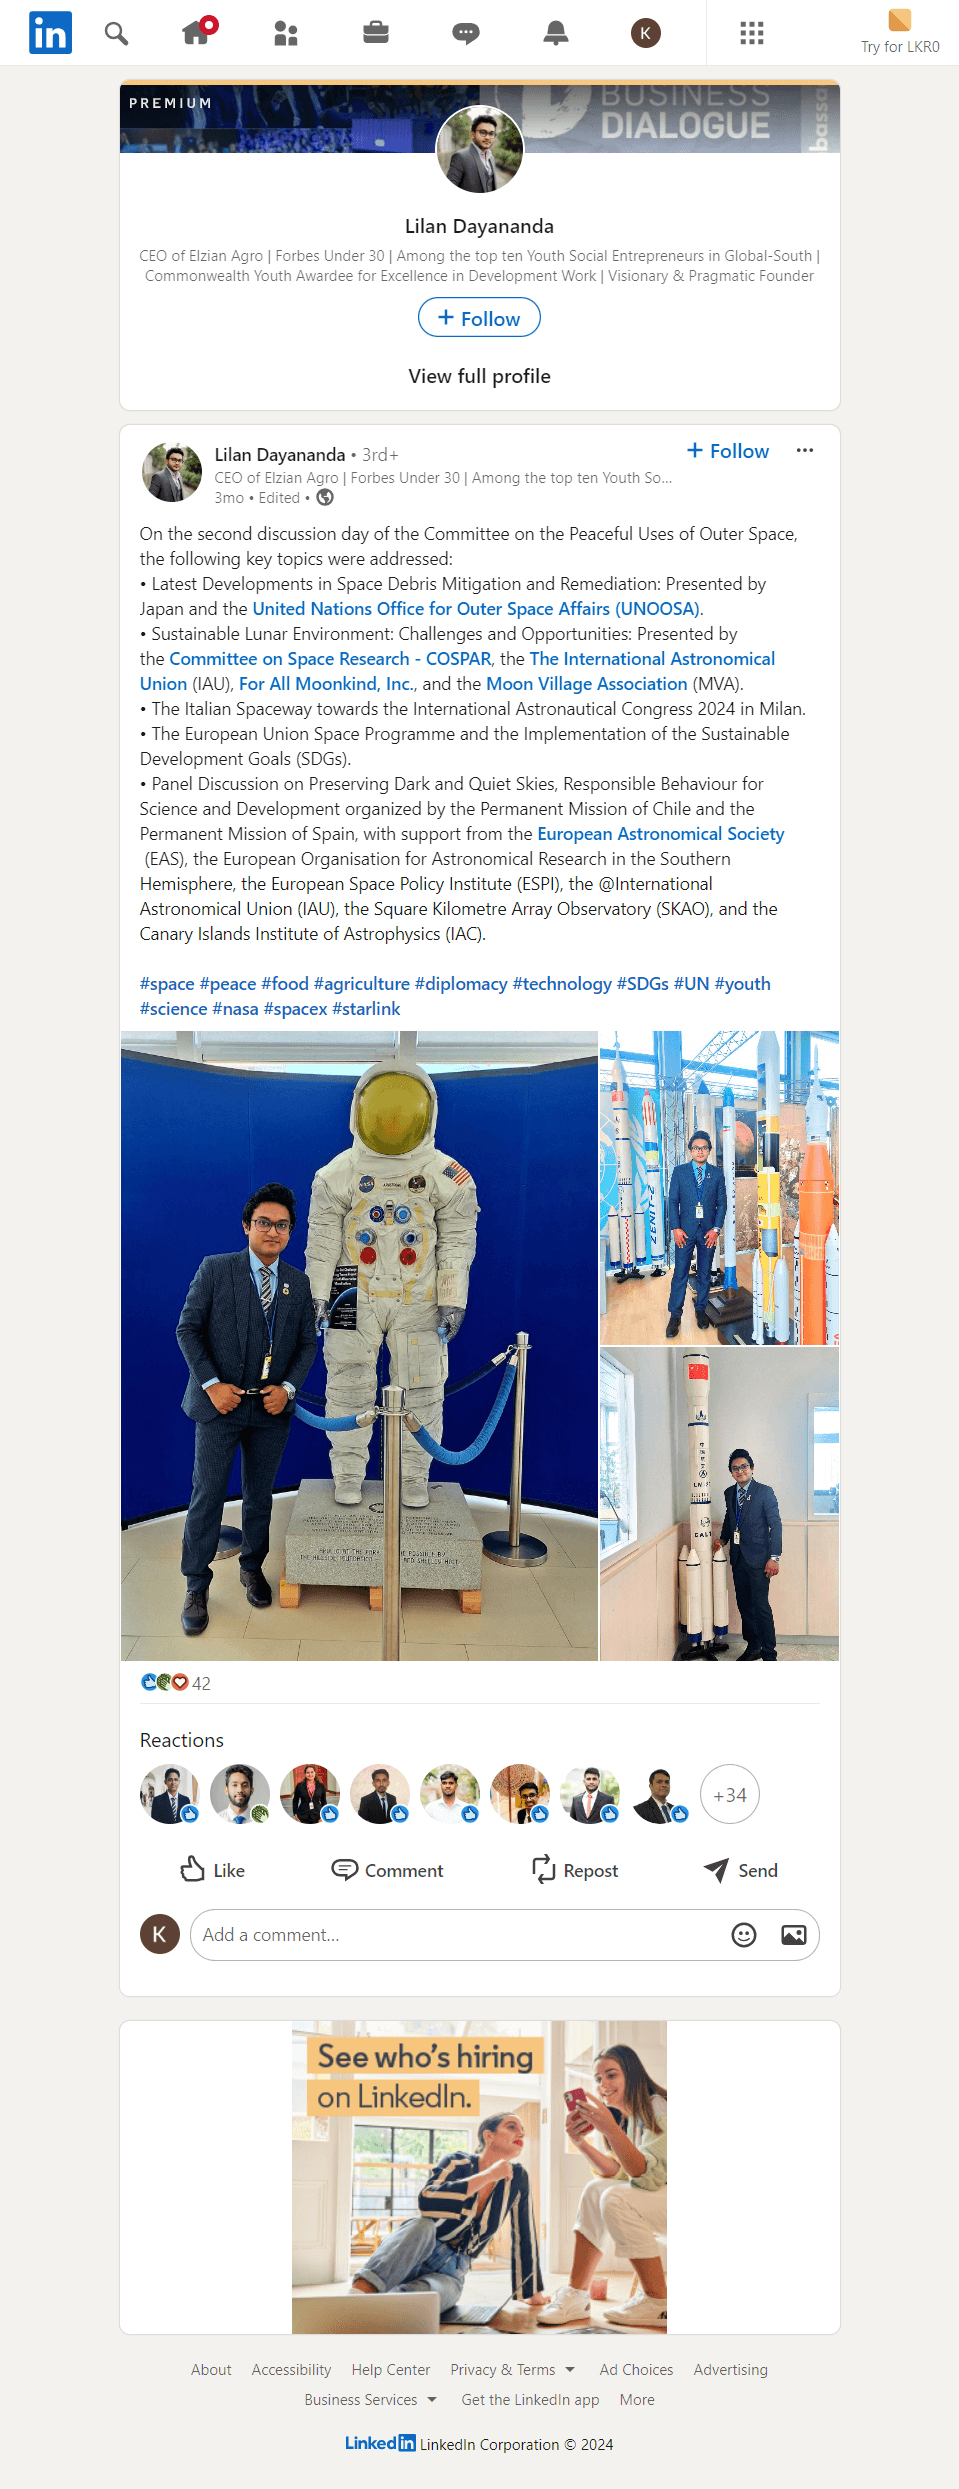 in
K
Try for LKR0
PREMIUM
BUSINESS
DIALOGUE
bassa
Lilan Dayananda
CEO of Elzian Agro | Forbes Under 30 | Among the top ten Youth Social Entrepreneurs in Global-South |
Commonwealth Youth Awardee for Excellence in Development Work | Visionary & Pragmatic Founder
+ Follow
View full profile
Lilan Dayananda • 3rd+
+ Follow
CEO of Elzian Agro | Forbes Under 30 | Among the top ten Youth So...
3mo • Edited •
On the second discussion day of the Committee on the Peaceful Uses of Outer Space,
the following key topics were addressed:
• Latest Developments in Space Debris Mitigation and Remediation: Presented by
Japan and the United Nations Office for Outer Space Affairs (UNOOSA).
• Sustainable Lunar Environment: Challenges and Opportunities: Presented by
the Committee on Space Research - COSPAR, the The International Astronomical
Union (IAU), For All Moonkind, Inc., and the Moon Village Association (MVA).
• The Italian Spaceway towards the International Astronautical Congress 2024 in Milan.
• The European Union Space Programme and the Implementation of the Sustainable
Development Goals (SDGs).
• Panel Discussion on Preserving Dark and Quiet Skies, Responsible Behaviour for
Science and Development organized by the Permanent Mission of Chile and the
Permanent Mission of Spain, with support from the European Astronomical Society
(EAS), the European Organisation for Astronomical Research in the Southern
Hemisphere, the European Space Policy Institute (ESPI), the @International
Astronomical Union (IAU), the Square Kilometre Array Observatory (SKAO), and the
Canary Islands Institute of Astrophysics (IAC).
#space #peace #food #agriculture #diplomacy #technology #SDGs #UN #youth
#science #nasa #spacex #starlink
NASA
ZENIT-2
CALT
42
Reactions
+34
Like
Comment
Repost
Send
K
Add a comment...
See who's hiring
on LinkedIn.
About
Accessibility
Help Center
Privacy & Terms
Ad Choices
Advertising
Business Services
Get the LinkedIn app
More
LinkedIn LinkedIn Corporation © 2024